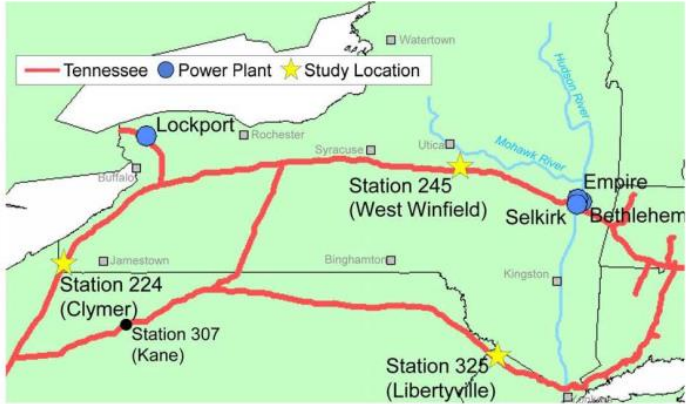 Watertown
Hudson River
Tennessee Power Plant Study Location
Lockport
Rochester
Syracuse
Utica
Mohawk River
Buffalo
Station 245
(West Winfield)
Empire
Selkirk
Bethlehem
Jamestown
Binghamton
Kingston
Station 224
(Clymer)
Station 307
(Kane)
Station 325
(Libertyville)